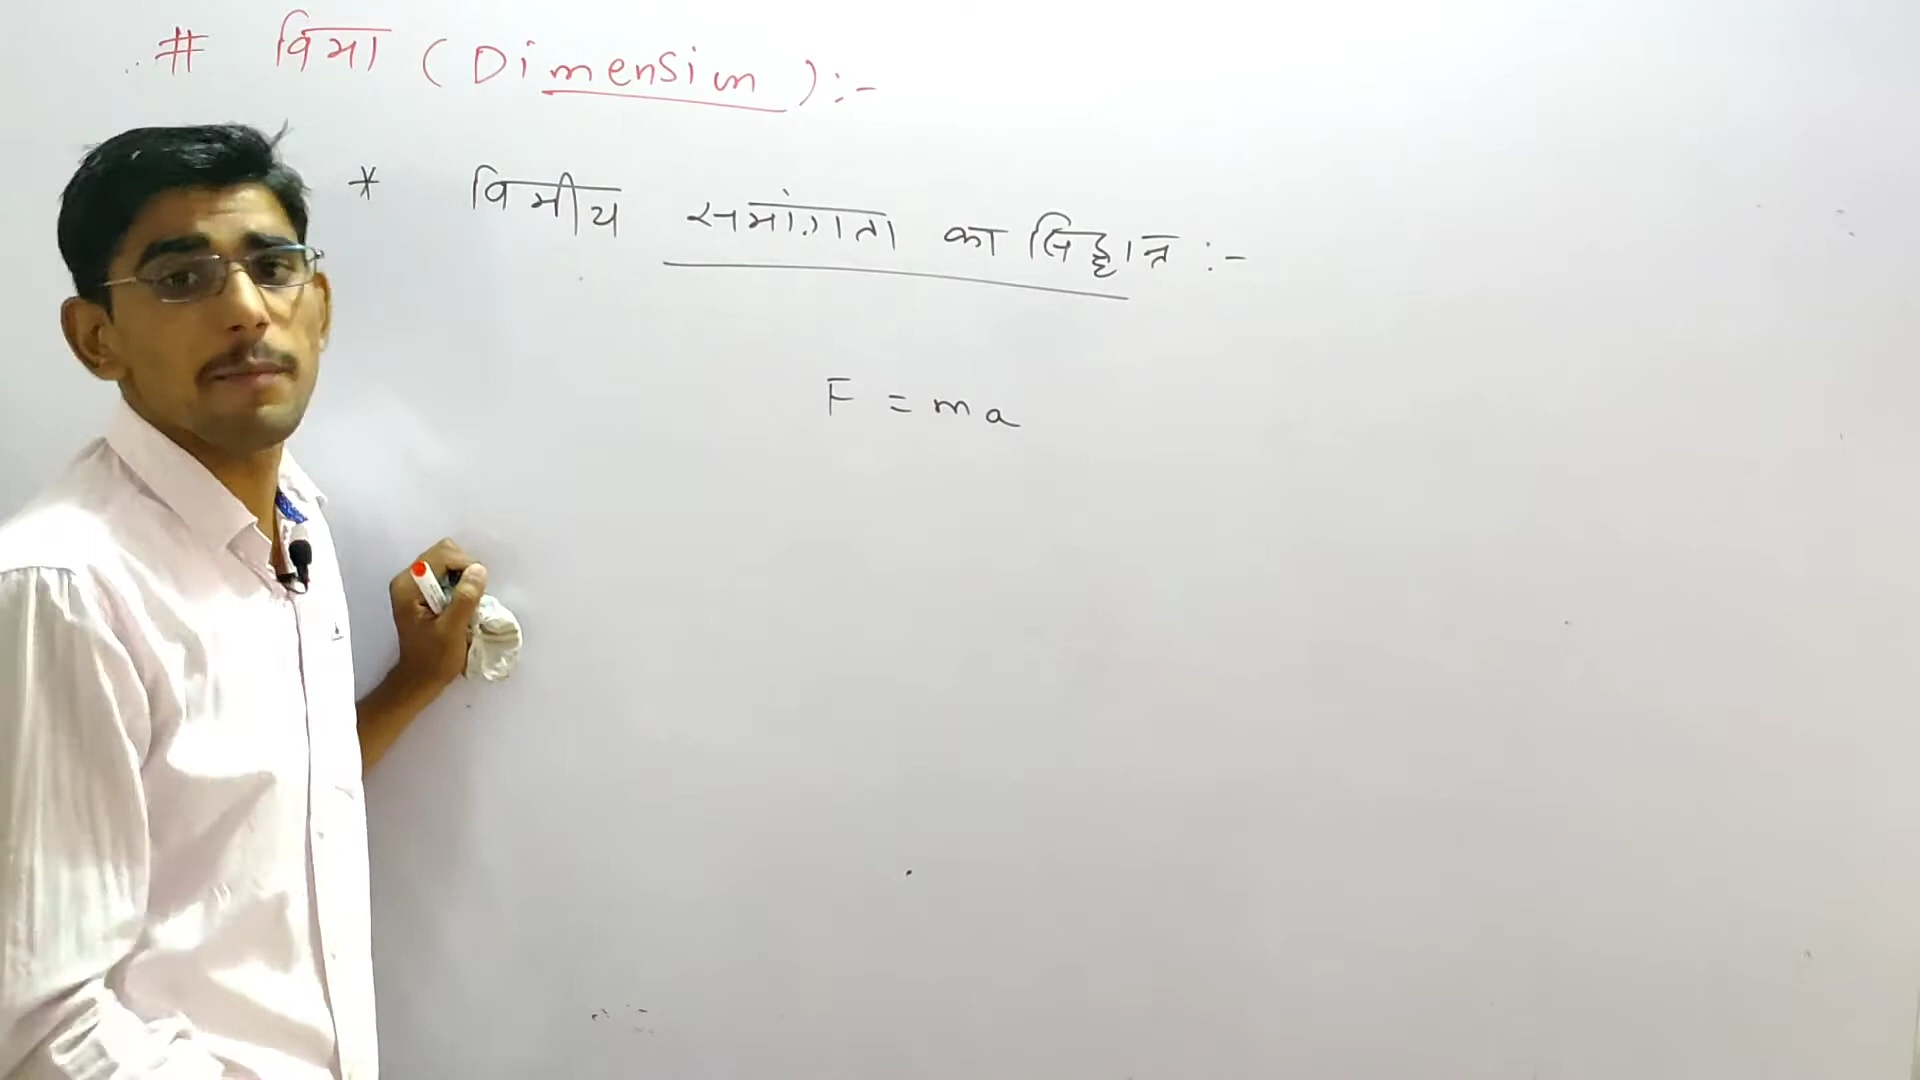 # विमा (Dimension) :-
* विमीय समांगता का सिद्धान्त :-
F = ma